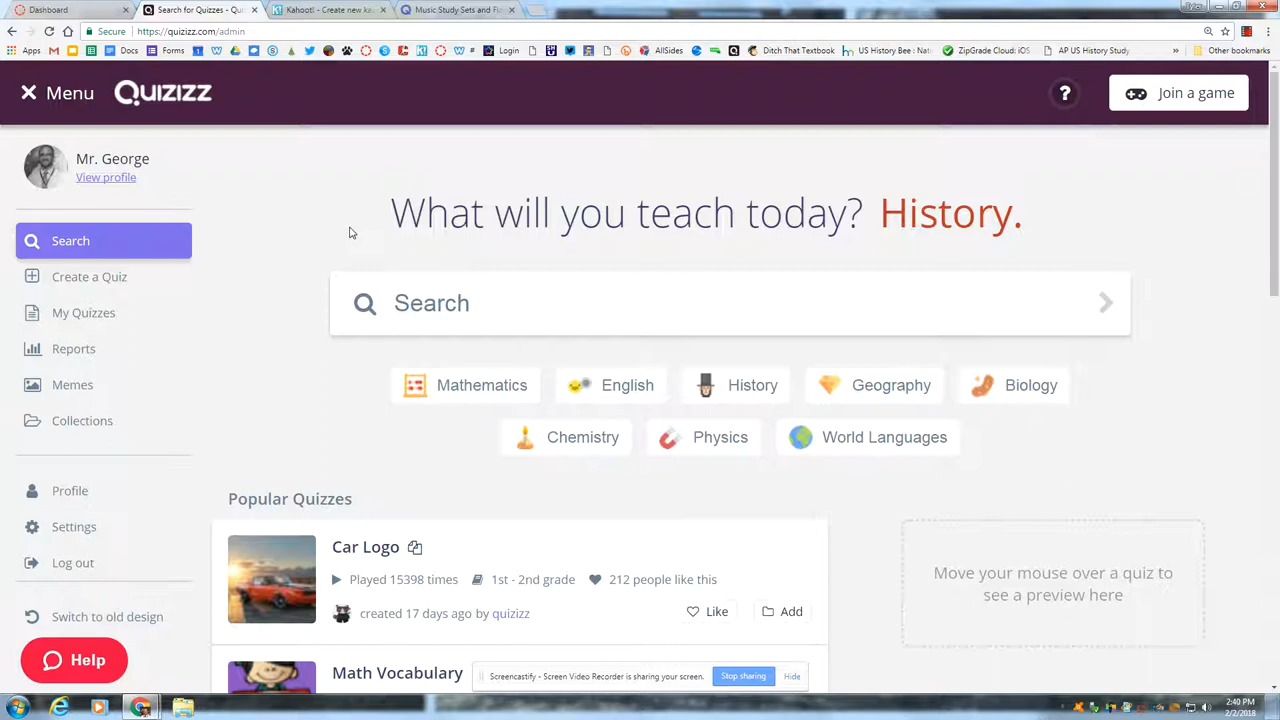 Dashboard
Search for Quizzes - Qui
Kahoot! - Create new ka
Music Study Sets and Fla
Secure https://quizizz.com/admin
Apps Docs Forms Login AllSides Ditch That Textbook US History Bee : Nati ZipGrade Cloud: iOS AP US History Study » Other bookmarks
Menu QUIZIZZ ? Join a game
Mr. George
View profile
What will you teach today? History.
Search
Search
Create a Quiz
My Quizzes
Reports
Memes
Collections
Mathematics English History Geography Biology
Chemistry Physics World Languages
Profile
Settings
Log out
Switch to old design
Help
Popular Quizzes
Car Logo
Played 15398 times 1st - 2nd grade 212 people like this
created 17 days ago by quizizz Like Add
Move your mouse over a quiz to
see a preview here
Math Vocabulary
Screencastify - Screen Video Recorder is sharing your screen. Stop sharing Hide
2:40 PM
2/2/2018